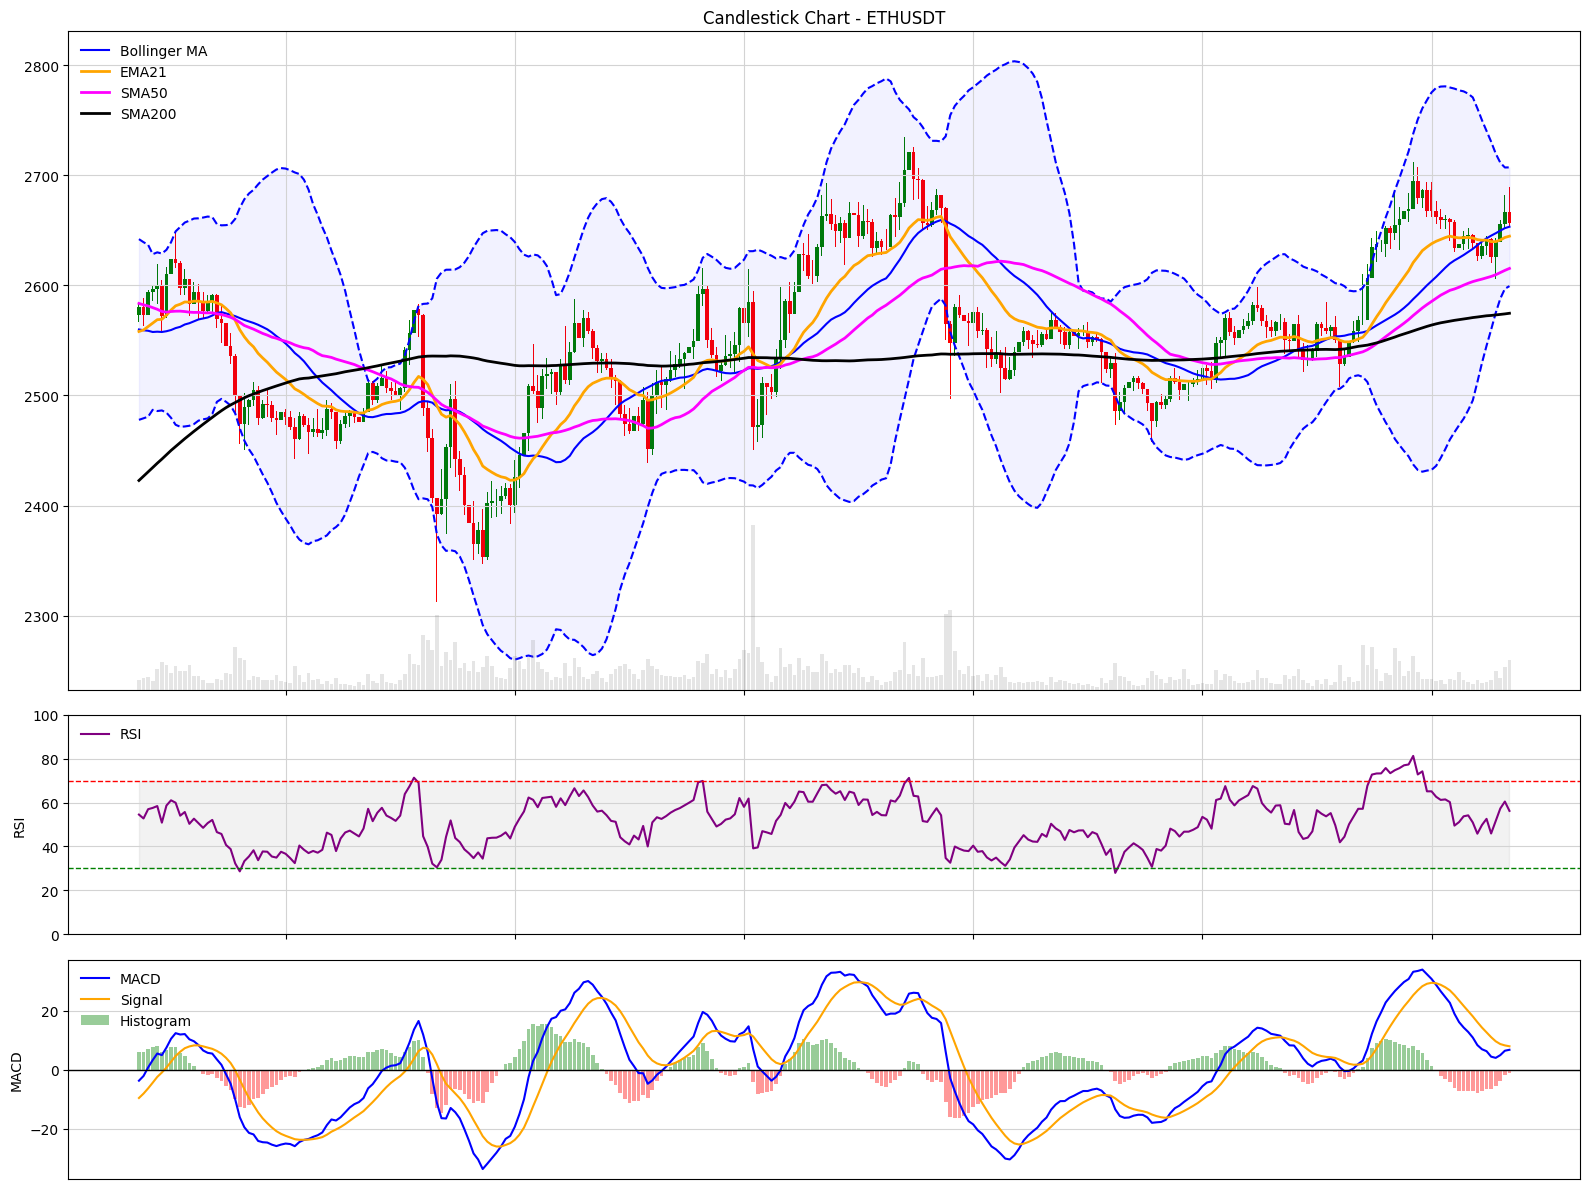 Candlestick Chart - ETHUSDT
Bollinger MA
EMA21
SMA50
SMA200
2800
2700
2600
2500
2400
2300
RSI
RSI
100
80
60
40
20
0
MACD
Signal
Histogram
MACD
20
0
−20